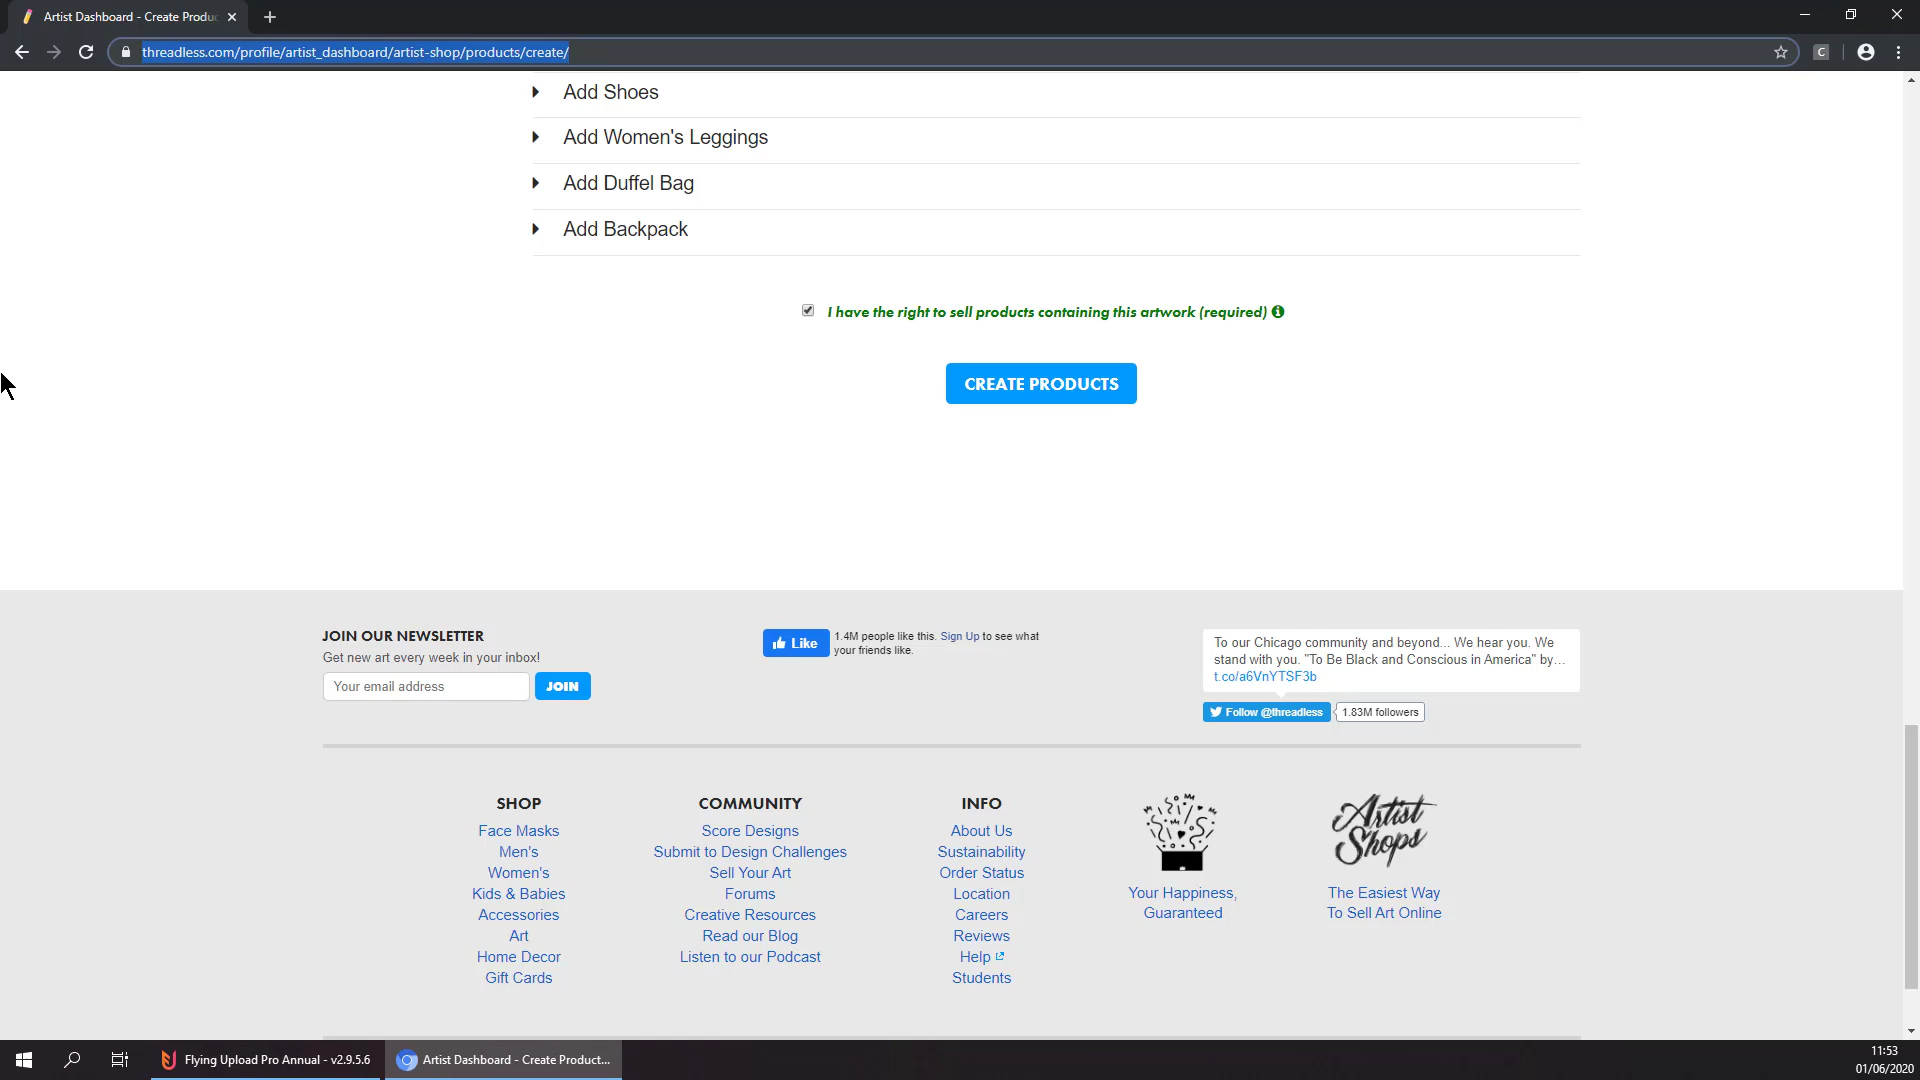 Artist Dashboard - Create Produc
threadless.com/profile/artist_dashboard/artist-shop/products/create/
C
Add Shoes
Add Women's Leggings
Add Duffel Bag
Add Backpack
I have the right to sell products containing this artwork (required)
CREATE PRODUCTS
JOIN OUR NEWSLETTER
Get new art every week in your inbox!
Your email address
JOIN
Like
1.4M people like this. Sign Up to see what
your friends like.
To our Chicago community and beyond... We hear you. We
stand with you. "To Be Black and Conscious in America" by...
t.co/a6VnYTSF3b
Follow @threadless
1.83M followers
SHOP
Face Masks
Men's
Women's
Kids & Babies
Accessories
Art
Home Decor
Gift Cards
COMMUNITY
Score Designs
Submit to Design Challenges
Sell Your Art
Forums
Creative Resources
Read our Blog
Listen to our Podcast
INFO
About Us
Sustainability
Order Status
Location
Careers
Reviews
Help
Students
Your Happiness,
Guaranteed
Artist
Shops
The Easiest Way
To Sell Art Online
Flying Upload Pro Annual - v2.9.5.6
Artist Dashboard - Create Product...
11:53
01/06/2020